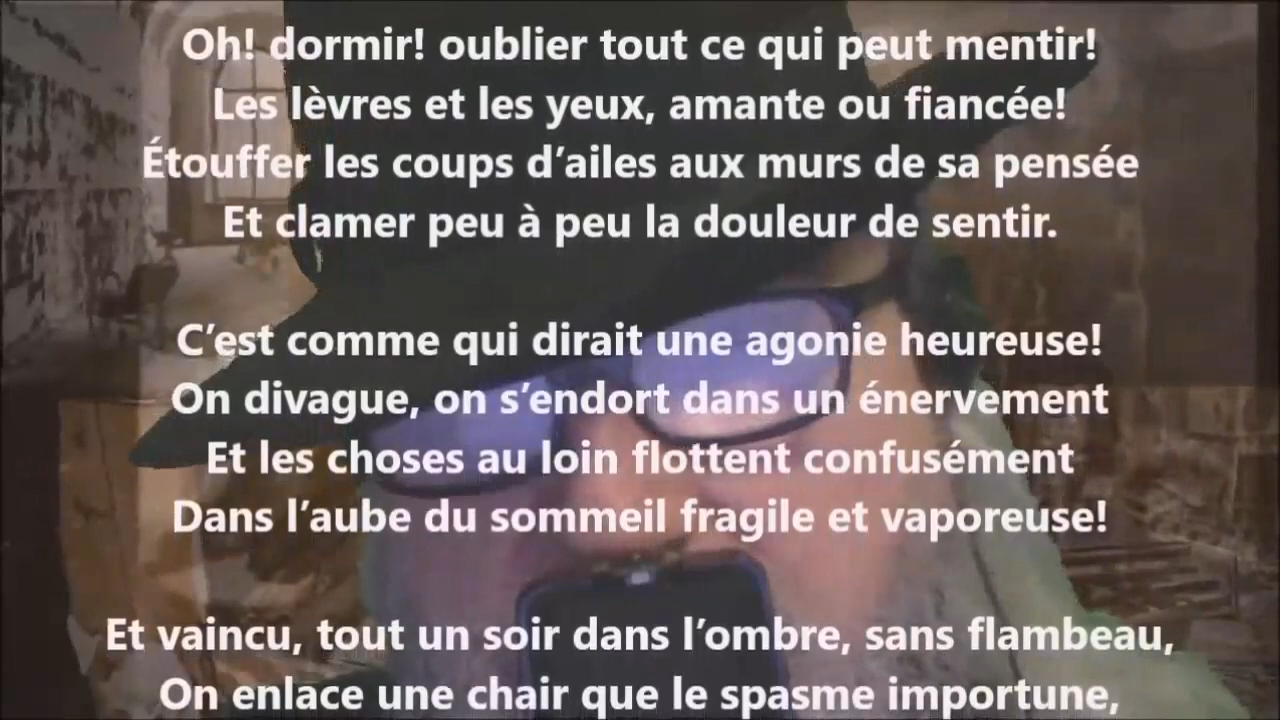 Oh! dormir! oublier tout ce qui peut mentir!
Les lèvres et les yeux, amante ou fiancée!
Étouffer les coups d’ailes aux murs de sa pensée
Et clamer peu à peu la douleur de sentir.
C’est comme qui dirait une agonie heureuse!
On divague, on s’endort dans un énervement
Et les choses au loin flottent confusément
Dans l’aube du sommeil fragile et vaporeuse!
Et vaincu, tout un soir dans l’ombre, sans flambeau,
On enlace une chair que le spasme importune,